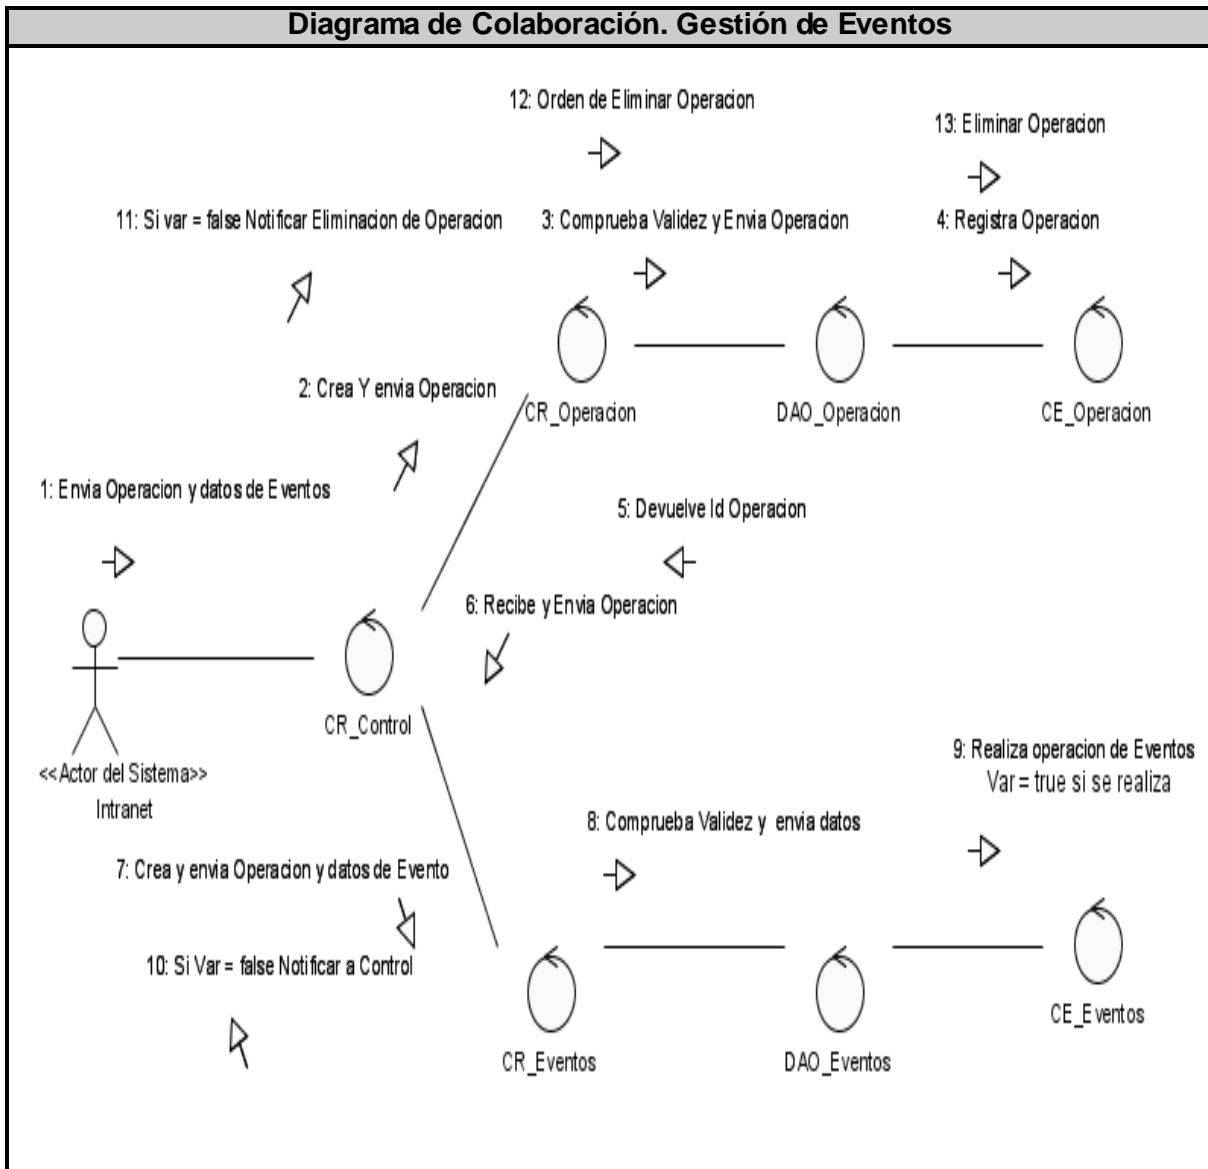 Diagrama de Colaboración. Gestión de Eventos
12: Orden de Eliminar Operacion
13: Eliminar Operacion
11: Si var = false Notificar Eliminacion de Operacion
3: Comprueba Validez y Envia Operacion
4: Registra Operacion
2: Crea Y envia Operacion
CR_Operacion
DAO_Operacion
CE_Operacion
1: Envia Operacion y datos de Eventos
5: Devuelve Id Operacion
6: Recibe y Envia Operacion
CR_Control
<<Actor del Sistema>>
Intranet
9: Realiza operacion de Eventos
Var = true si se realiza
8: Comprueba Validez y envia datos
7: Crea y envia Operacion y datos de Evento
10: Si Var = false Notificar a Control
CR_Eventos
DAO_Eventos
CE_Eventos